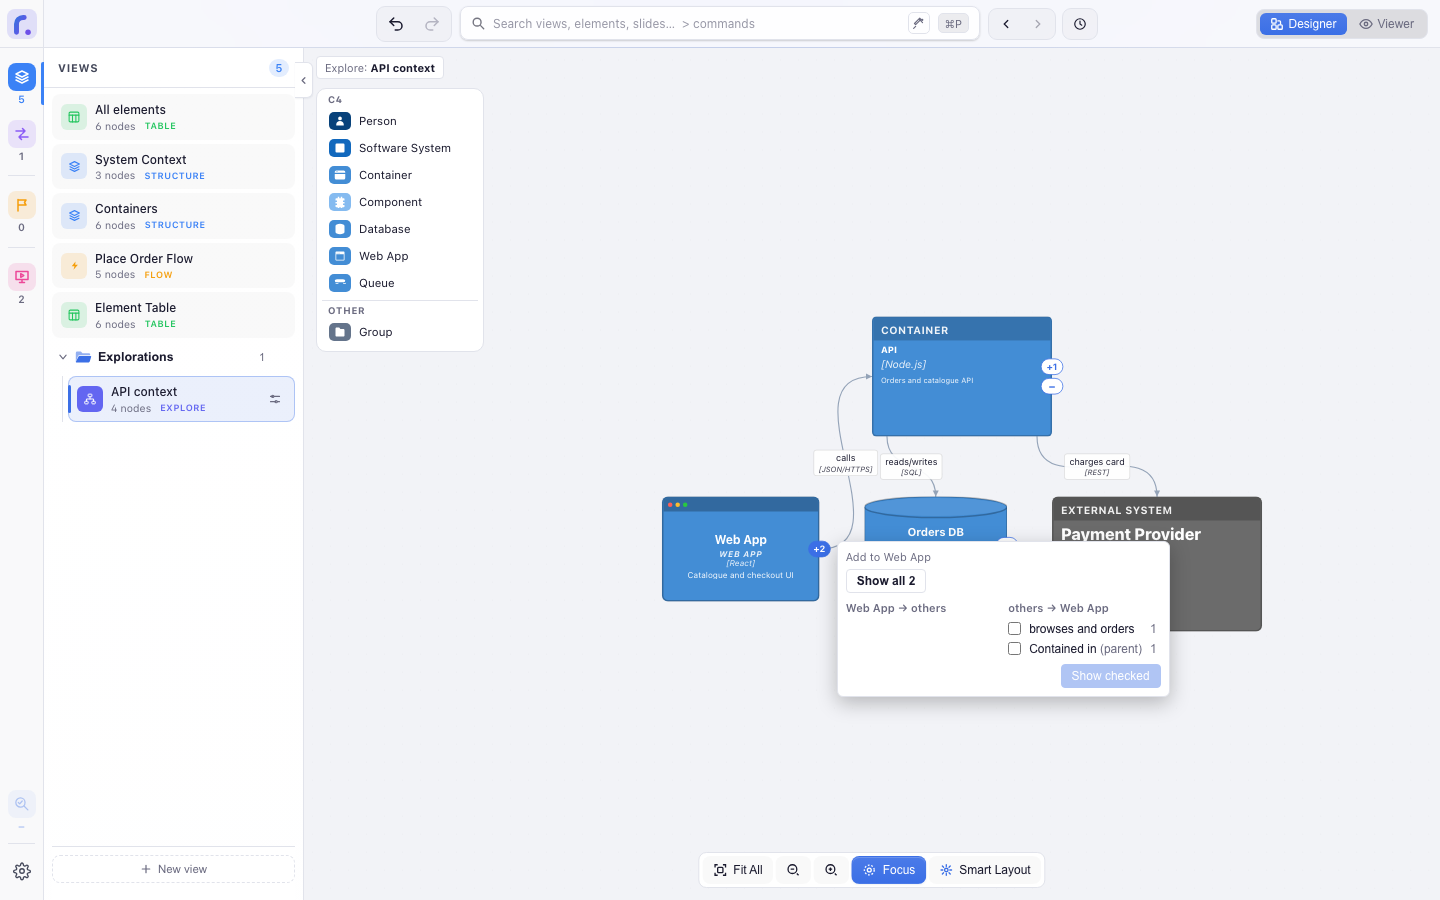 Search views, elements, slides... > commands
⌘P
Designer
Viewer
5
1
0
2
–
VIEWS
5
All elements
6 nodes TABLE
System Context
3 nodes STRUCTURE
Containers
6 nodes STRUCTURE
Place Order Flow
5 nodes FLOW
Element Table
6 nodes TABLE
Explorations 1
API context
4 nodes EXPLORE
New view
Explore: API context
C4
Person
Software System
Container
Component
Database
Web App
Queue
OTHER
Group
CONTAINER
API
[Node.js]
Orders and catalogue API
+1
–
calls
[JSON/HTTPS]
reads/writes
[SQL]
charges card
[REST]
Web App
WEB APP
[React]
Catalogue and checkout UI
+2
Orders DB
EXTERNAL SYSTEM
Payment Provider
Add to Web App
Show all 2
Web App → others
others → Web App
browses and orders 1
Contained in (parent) 1
Show checked
Fit All
Focus
Smart Layout